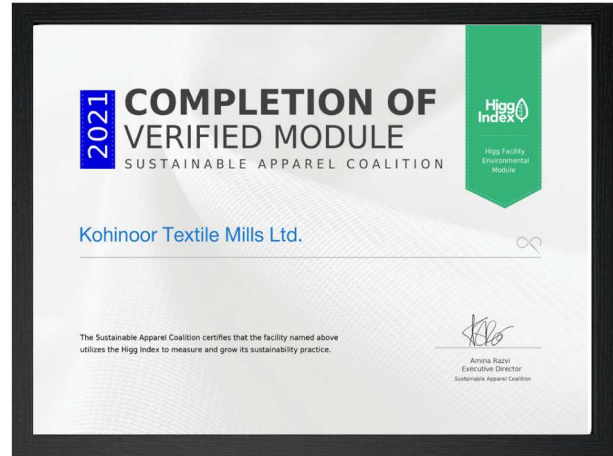 2021
COMPLETION OF
VERIFIED MODULE
SUSTAINABLE APPAREL COALITION
Higg
Index
Higg Facility
Environmental
Module
Kohinoor Textile Mills Ltd.
The Sustainable Apparel Coalition certifies that the facility named above
utilizes the Higg Index to measure and grow its sustainability practice.
Amina Razvi
Executive Director
Sustainable Apparel Coalition